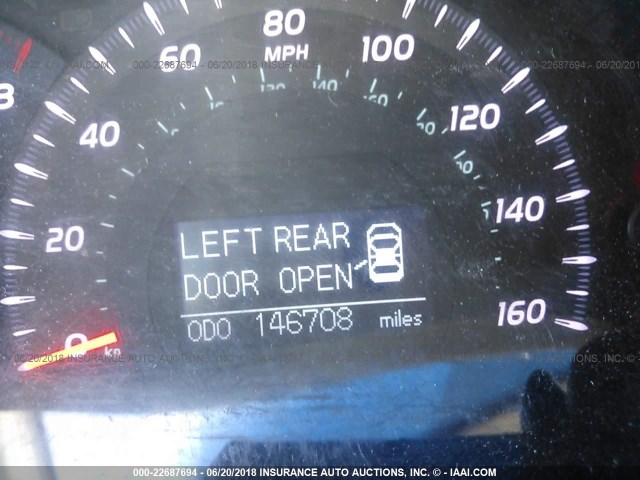 80
MPH
60
100
40
120
20
140
0
160
3
LEFT REAR
DOOR OPEN
ODO 146708 miles
000-22687694 - 06/20/2018 INSURANCE AUTO AUCTIONS, INC. - © IAAI.COM